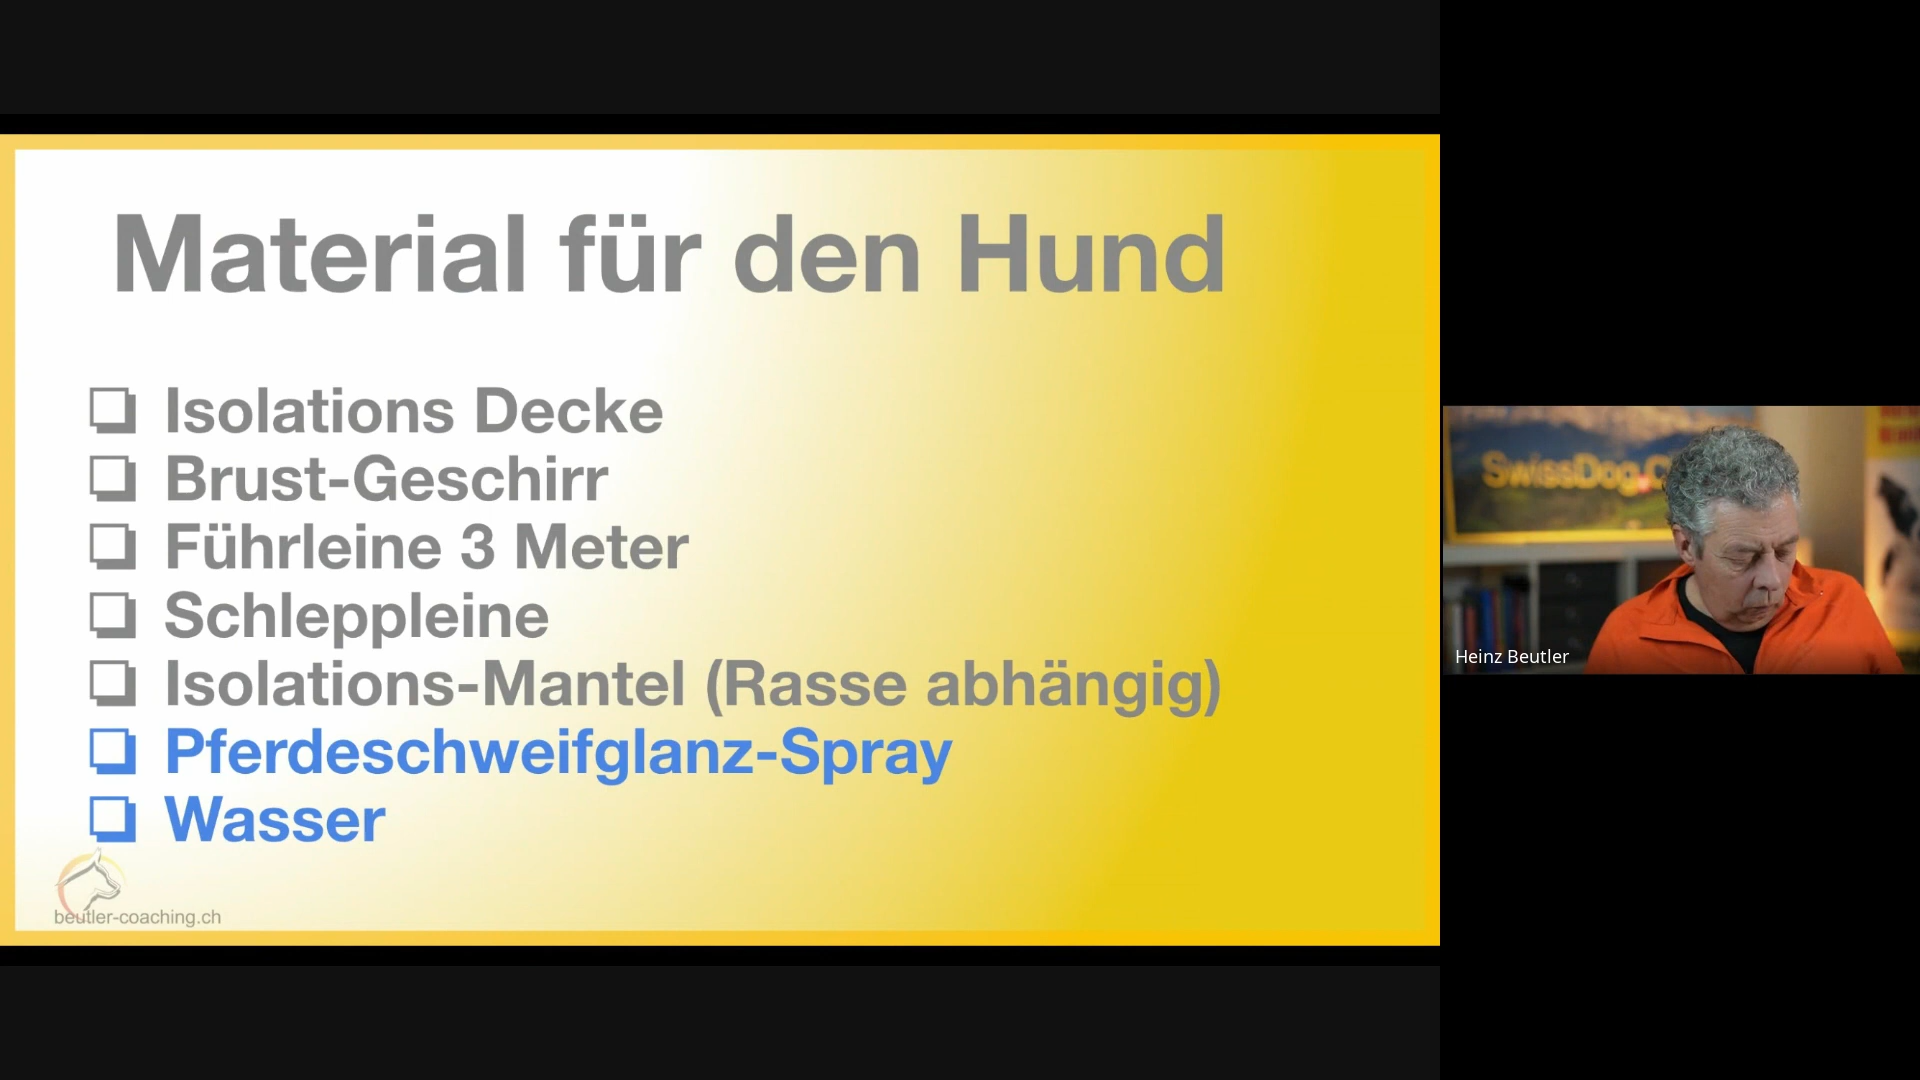 Material für den Hund
❏ Isolations Decke
❏ Brust-Geschirr
❏ Führleine 3 Meter
❏ Schleppleine
❏ Isolations-Mantel (Rasse abhängig)
❏ Pferdeschweifglanz-Spray
❏ Wasser
beutler-coaching.ch
SwissDog.C
Heinz Beutler